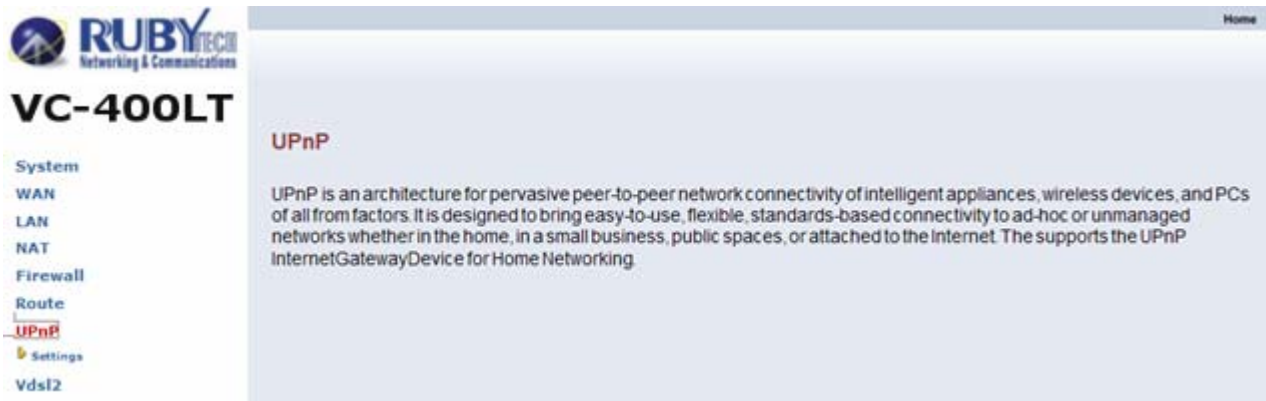 RUBYTECH
Networking & Communications
Home
VC-400LT
System
WAN
LAN
NAT
Firewall
Route
UPnP
Settings
Vdsl2
UPnP
UPnP is an architecture for pervasive peer-to-peer network connectivity of intelligent appliances, wireless devices, and PCs
of all from factors. It is designed to bring easy-to-use, flexible, standards-based connectivity to ad-hoc or unmanaged
networks whether in the home, in a small business, public spaces, or attached to the Internet. The supports the UPnP
InternetGatewayDevice for Home Networking.